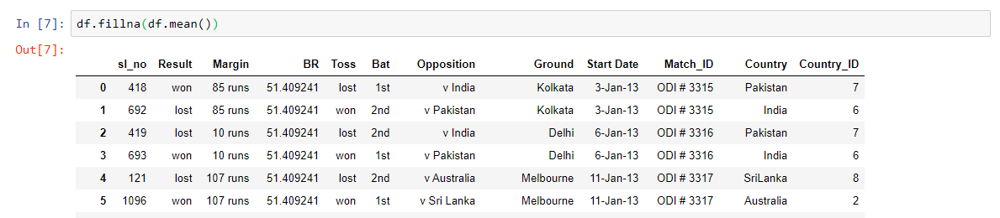 In [7]: df.fillna(df.mean())
Out[7]:
sl_no Result Margin BR Toss Bat Opposition Ground Start Date Match_ID Country Country_ID
0 418 won 85 runs 51.409241 lost 1st v India Kolkata 3-Jan-13 ODI # 3315 Pakistan 7
1 692 lost 85 runs 51.409241 won 2nd v Pakistan Kolkata 3-Jan-13 ODI # 3315 India 6
2 419 lost 10 runs 51.409241 lost 2nd v India Delhi 6-Jan-13 ODI # 3316 Pakistan 7
3 693 won 10 runs 51.409241 won 1st v Pakistan Delhi 6-Jan-13 ODI # 3316 India 6
4 121 lost 107 runs 51.409241 lost 2nd v Australia Melbourne 11-Jan-13 ODI # 3317 SriLanka 8
5 1096 won 107 runs 51.409241 won 1st v Sri Lanka Melbourne 11-Jan-13 ODI # 3317 Australia 2